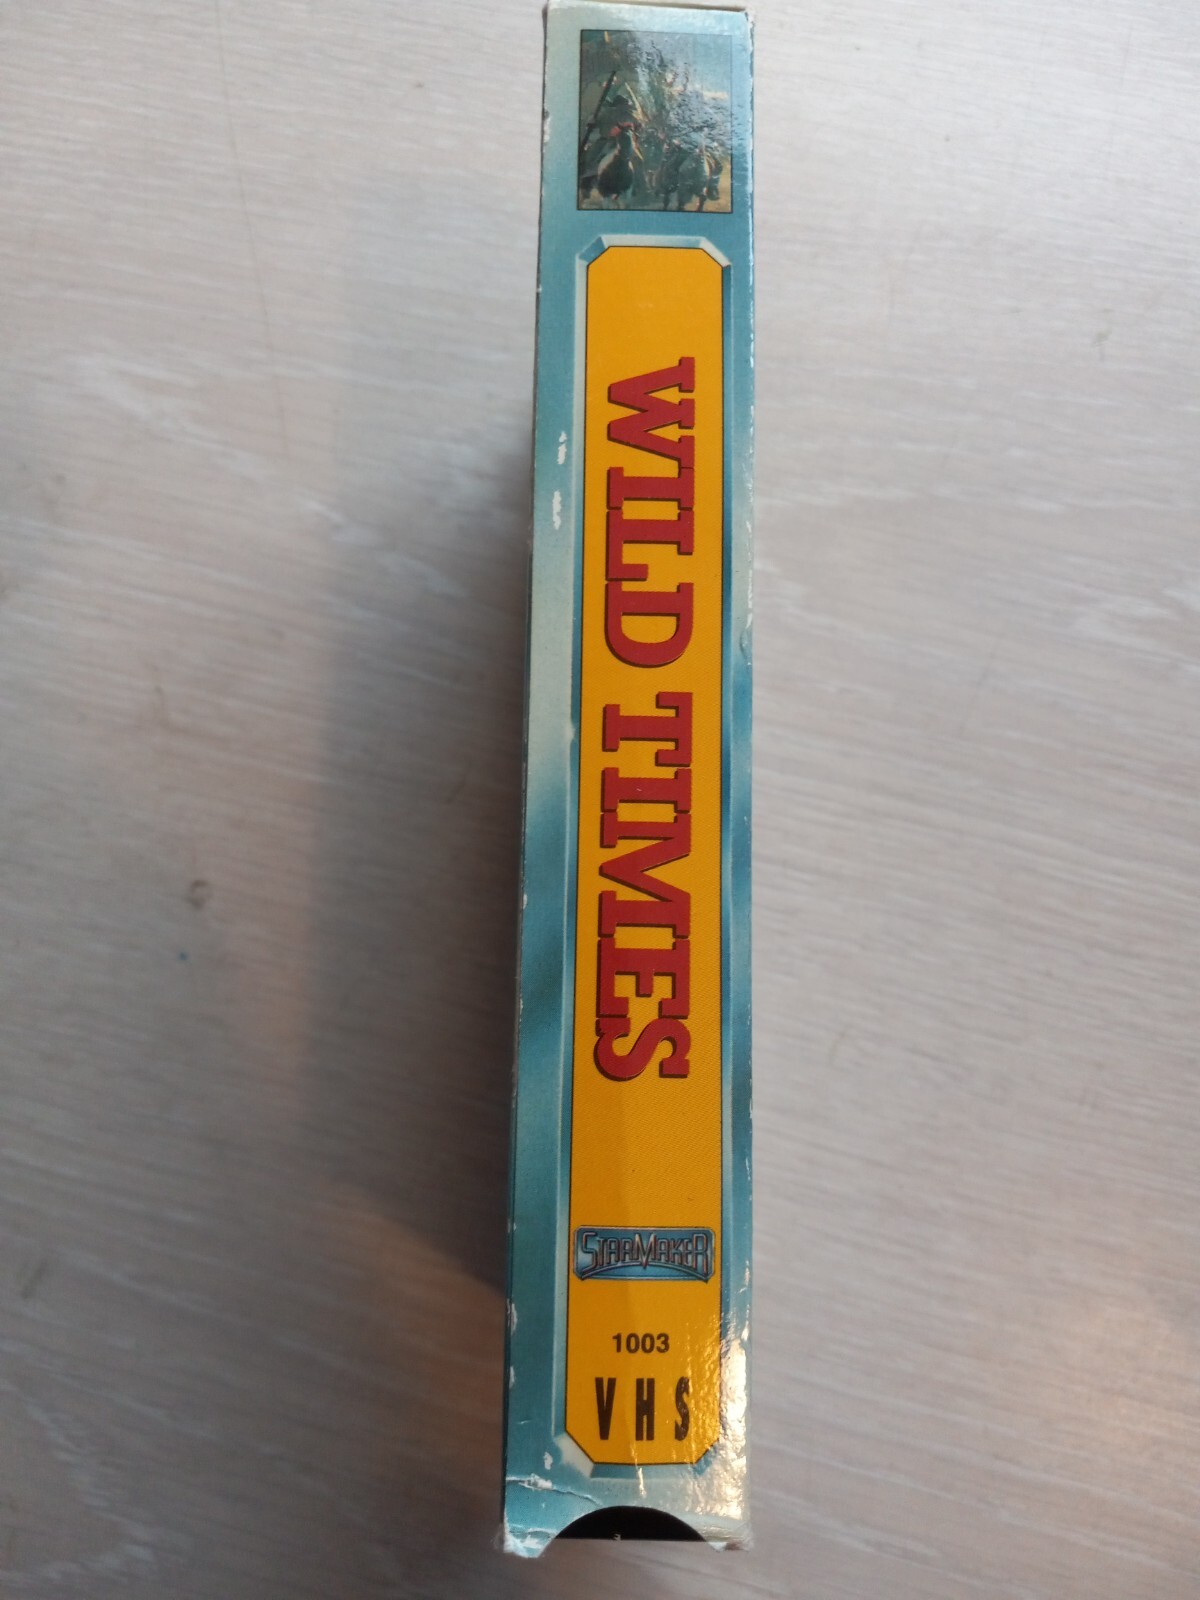 WILD TIMES
STARMAKER
1003
VHS